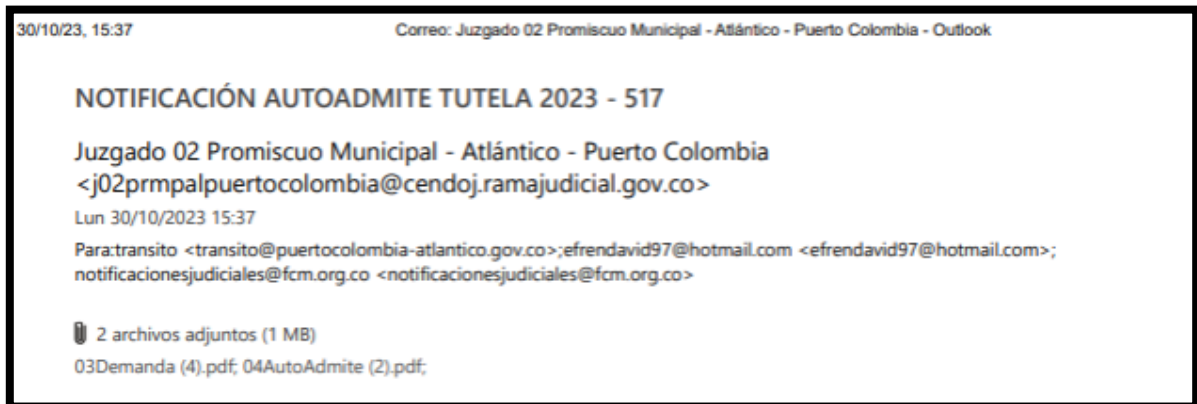 30/10/23, 15:37 Correo: Juzgado 02 Promiscuo Municipal - Atlántico - Puerto Colombia - Outlook
NOTIFICACIÓN AUTOADMITE TUTELA 2023 - 517
Juzgado 02 Promiscuo Municipal - Atlántico - Puerto Colombia
<j02prmpalpuertocolombia@cendoj.ramajudicial.gov.co>
Lun 30/10/2023 15:37
Para:transito <transito@puertocolombia-atlantico.gov.co>;efrendavid97@hotmail.com <efrendavid97@hotmail.com>;
notificacionesjudiciales@fcm.org.co <notificacionesjudiciales@fcm.org.co>
2 archivos adjuntos (1 MB)
03Demanda (4).pdf; 04AutoAdmite (2).pdf;